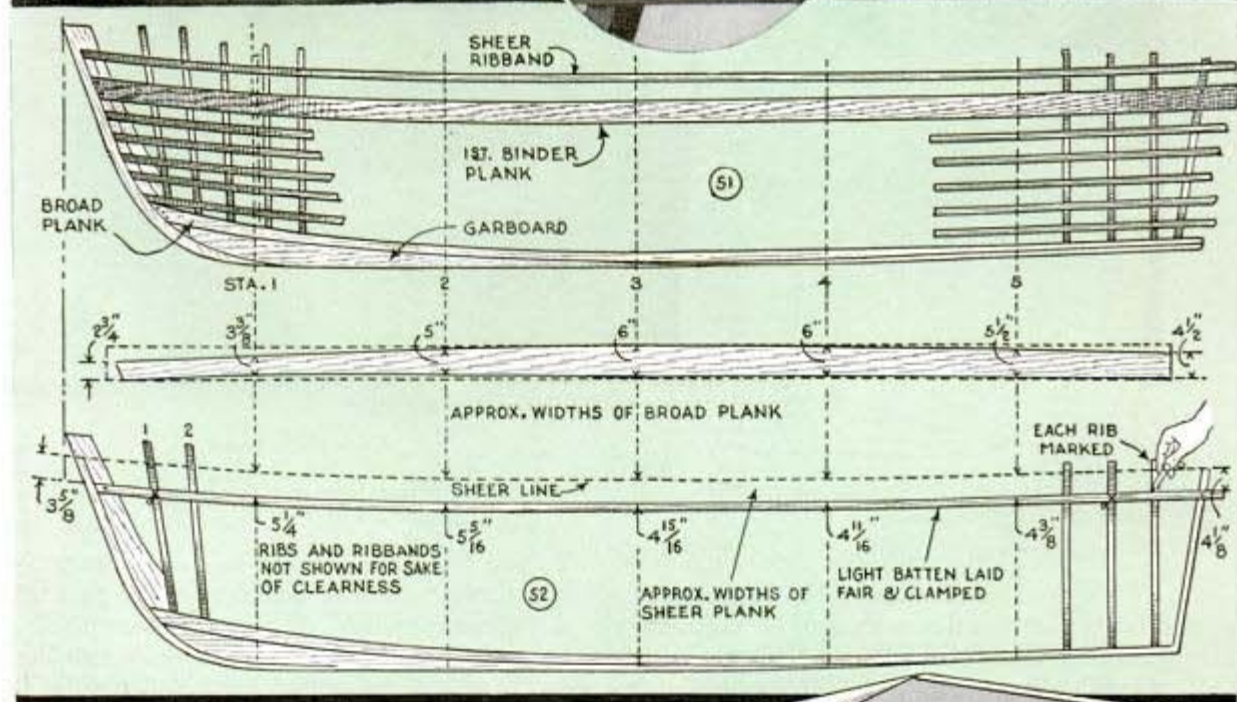 SHEER
RIBBAND
1ST. BINDER
PLANK
51
BROAD
PLANK
GARBOARD
STA. 1 2 3 4 5
2 3/4" 3 3/8" 5" 6" 6" 5 1/2" 4 1/2"
APPROX. WIDTHS OF BROAD PLANK
1 2
EACH RIB
MARKED
SHEER LINE
3 5/8" 5 1/4" 5 5/16" 4 15/16" 4 11/16" 4 3/8" 4 1/8"
RIBS AND RIBBANDS
NOT SHOWN FOR SAKE
OF CLEARNESS
52
APPROX. WIDTHS OF
SHEER PLANK
LIGHT BATTEN LAID
FAIR & CLAMPED